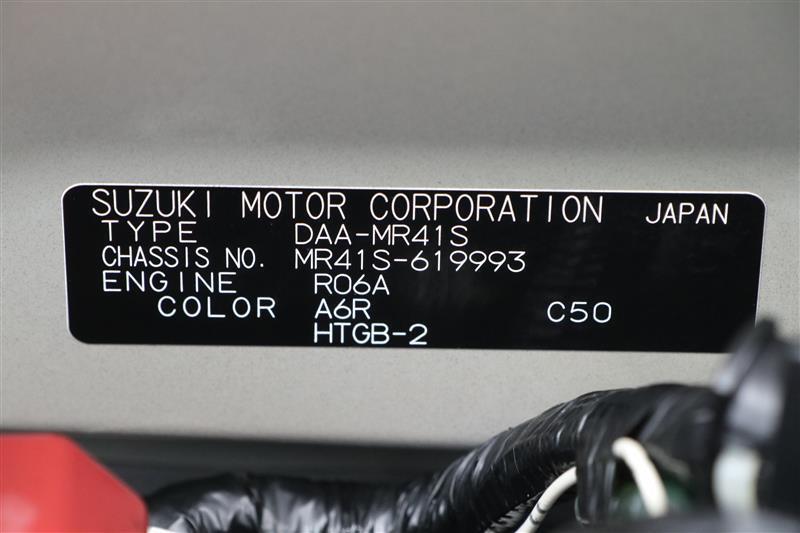 SUZUKI MOTOR CORPORATION JAPAN
TYPE DAA-MR41S
CHASSIS NO. MR41S-619993
ENGINE R06A
COLOR A6R C50
HTGB-2